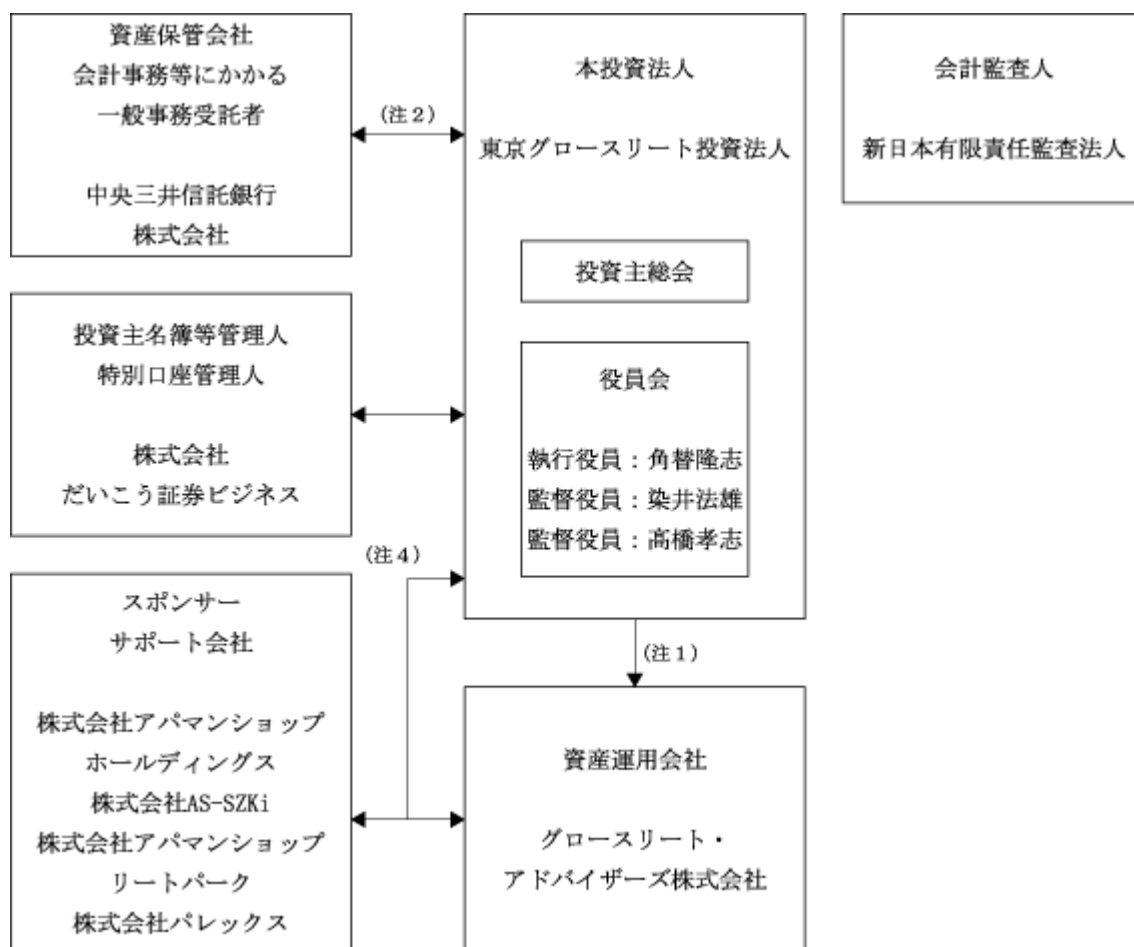 資産保管会社
会計事務等にかかる
一般事務受託者
中央三井信託銀行
株式会社
(注2)
本投資法人
東京グロースリート投資法人
投資主総会
役員会
執行役員：角替隆志
監督役員：染井法雄
監督役員：髙橋孝志
会計監査人
新日本有限責任監査法人
投資主名簿等管理人
特別口座管理人
株式会社
だいこう証券ビジネス
(注4)
スポンサー
サポート会社
株式会社アパマンショップ
ホールディングス
株式会社AS-SZKi
株式会社アパマンショップ
リートパーク
株式会社パレックス
(注1)
資産運用会社
グロースリート・
アドバイザーズ株式会社